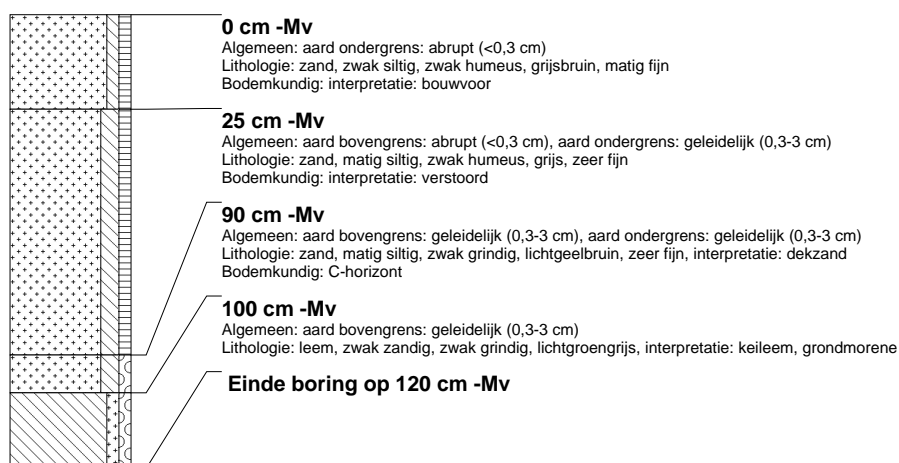 0 cm -Mv
Algemeen: aard ondergrens: abrupt (<0,3 cm)
Lithologie: zand, zwak siltig, zwak humeus, grijsbruin, matig fijn
Bodemkundig: interpretatie: bouwvoor
25 cm -Mv
Algemeen: aard bovengrens: abrupt (<0,3 cm), aard ondergrens: geleidelijk (0,3-3 cm)
Lithologie: zand, matig siltig, zwak humeus, grijs, zeer fijn
Bodemkundig: interpretatie: verstoord
90 cm -Mv
Algemeen: aard bovengrens: geleidelijk (0,3-3 cm), aard ondergrens: geleidelijk (0,3-3 cm)
Lithologie: zand, matig siltig, zwak grindig, lichtgeelbruin, zeer fijn, interpretatie: dekzand
Bodemkundig: C-horizont
100 cm -Mv
Algemeen: aard bovengrens: geleidelijk (0,3-3 cm)
Lithologie: leem, zwak zandig, zwak grindig, lichtgroengrijs, interpretatie: keileem, grondmorene
Einde boring op 120 cm -Mv